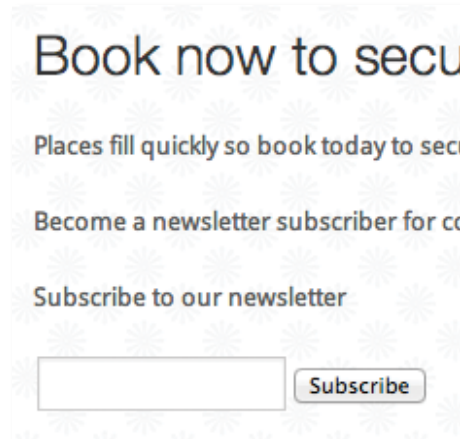 Book now to secu
Places fill quickly so book today to sec
Become a newsletter subscriber for co
Subscribe to our newsletter
Subscribe